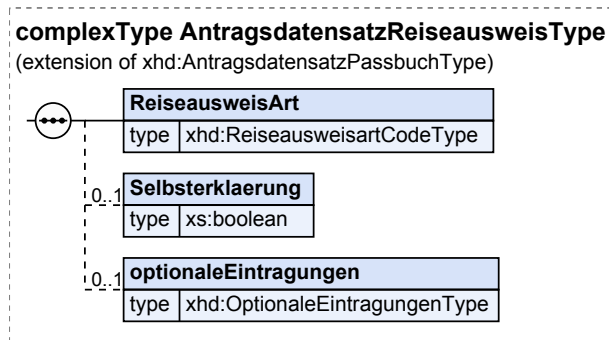 complexType AntragsdatensatzReiseausweisType
(extension of xhd:AntragsdatensatzPassbuchType)
ReiseausweisArt
type xhd:ReiseausweisartCodeType
0..1 Selbsterklaerung
type xs:boolean
0..1 optionaleEintragungen
type xhd:OptionaleEintragungenType